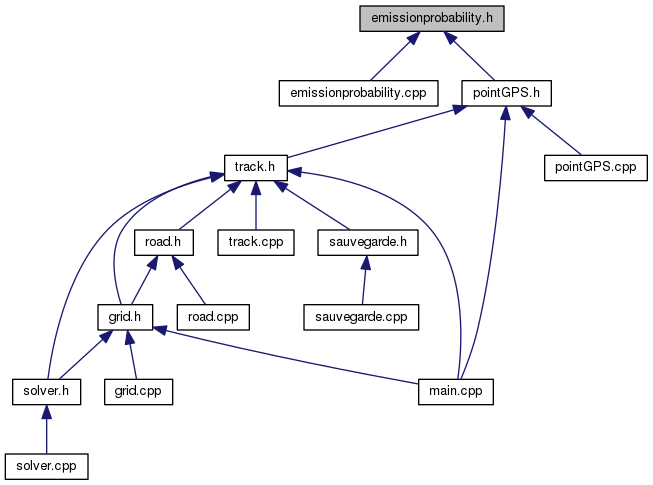 emissionprobability.h
emissionprobability.cpp
pointGPS.h
track.h
pointGPS.cpp
road.h
track.cpp
sauvegarde.h
grid.h
road.cpp
sauvegarde.cpp
solver.h
grid.cpp
main.cpp
solver.cpp